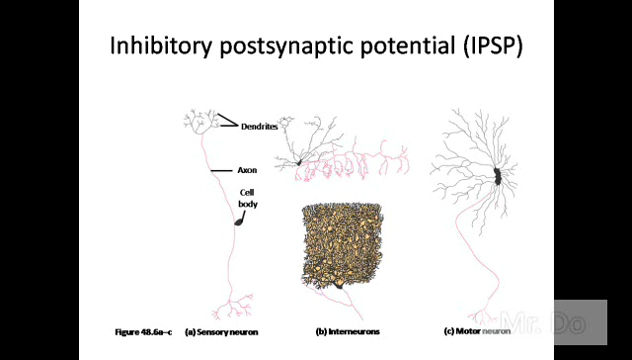 Inhibitory postsynaptic potential (IPSP)
Dendrites
Axon
Cell
body
Figure 48.6a–c (a) Sensory neuron (b) Interneurons (c) Motor neuron
Mr. Do